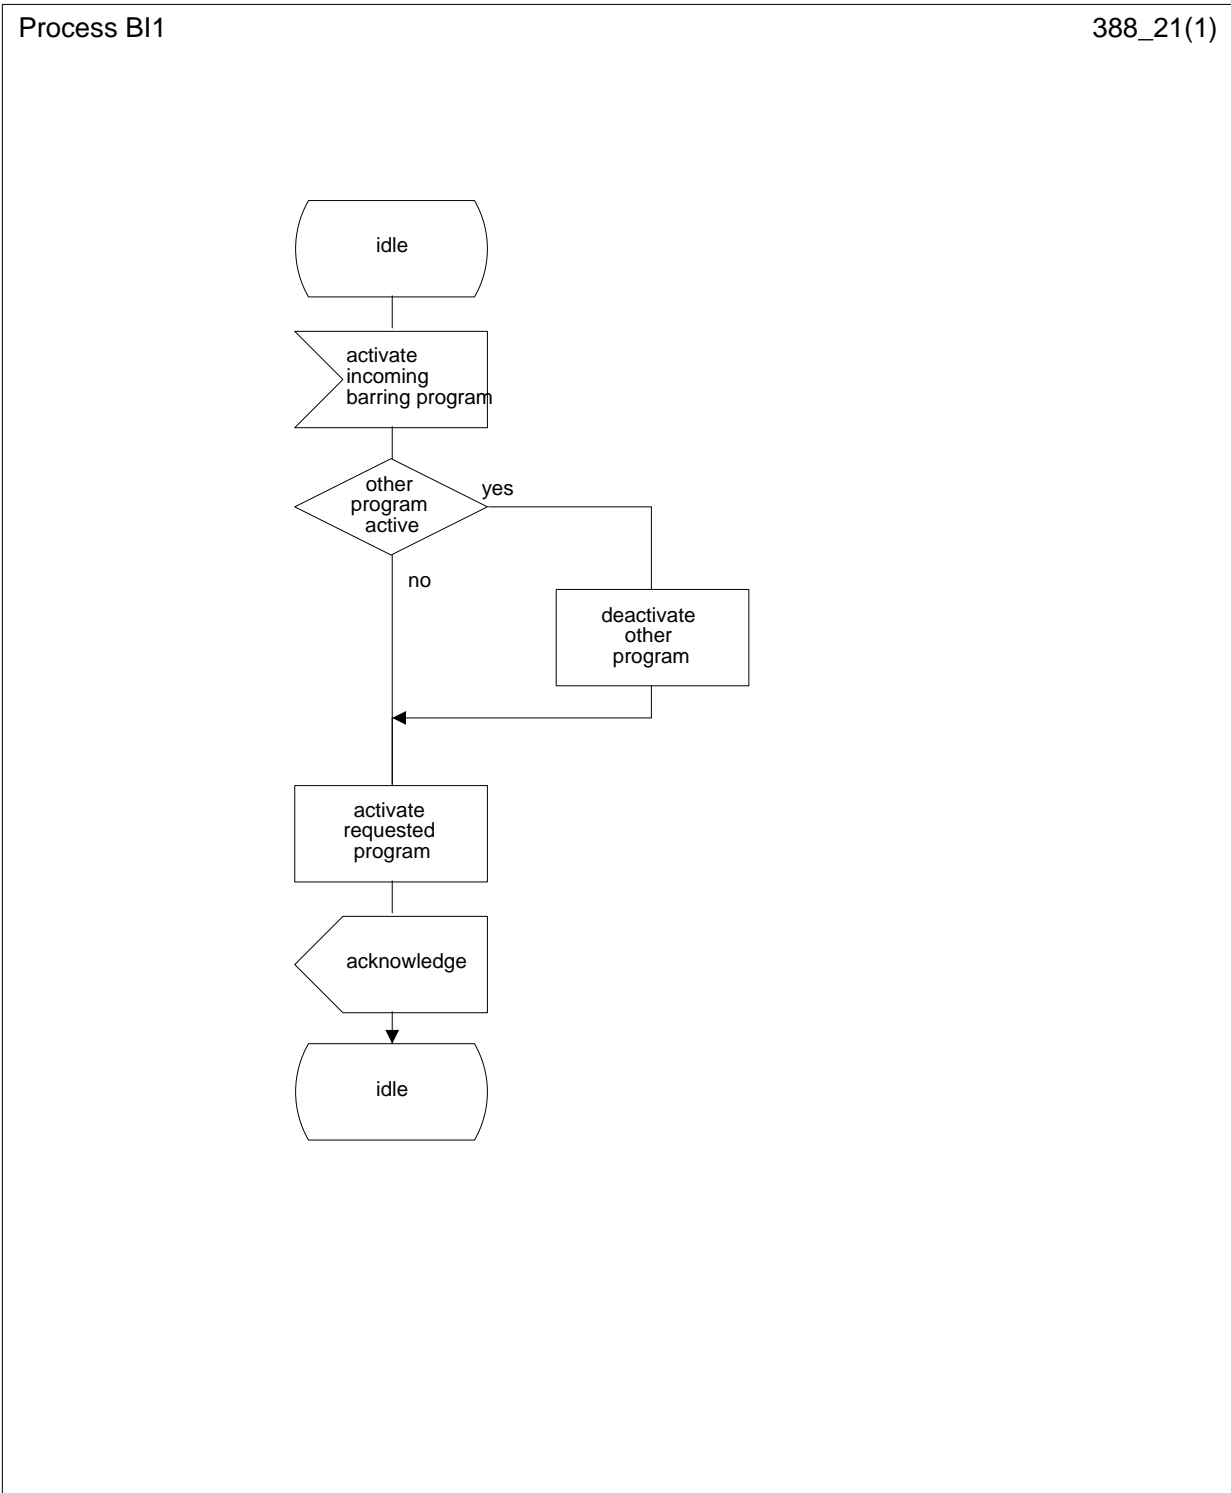 Process BI1
388_21(1)
idle
activate
incoming
barring program
other
program
active
yes
no
deactivate
other
program
activate
requested
program
acknowledge
idle